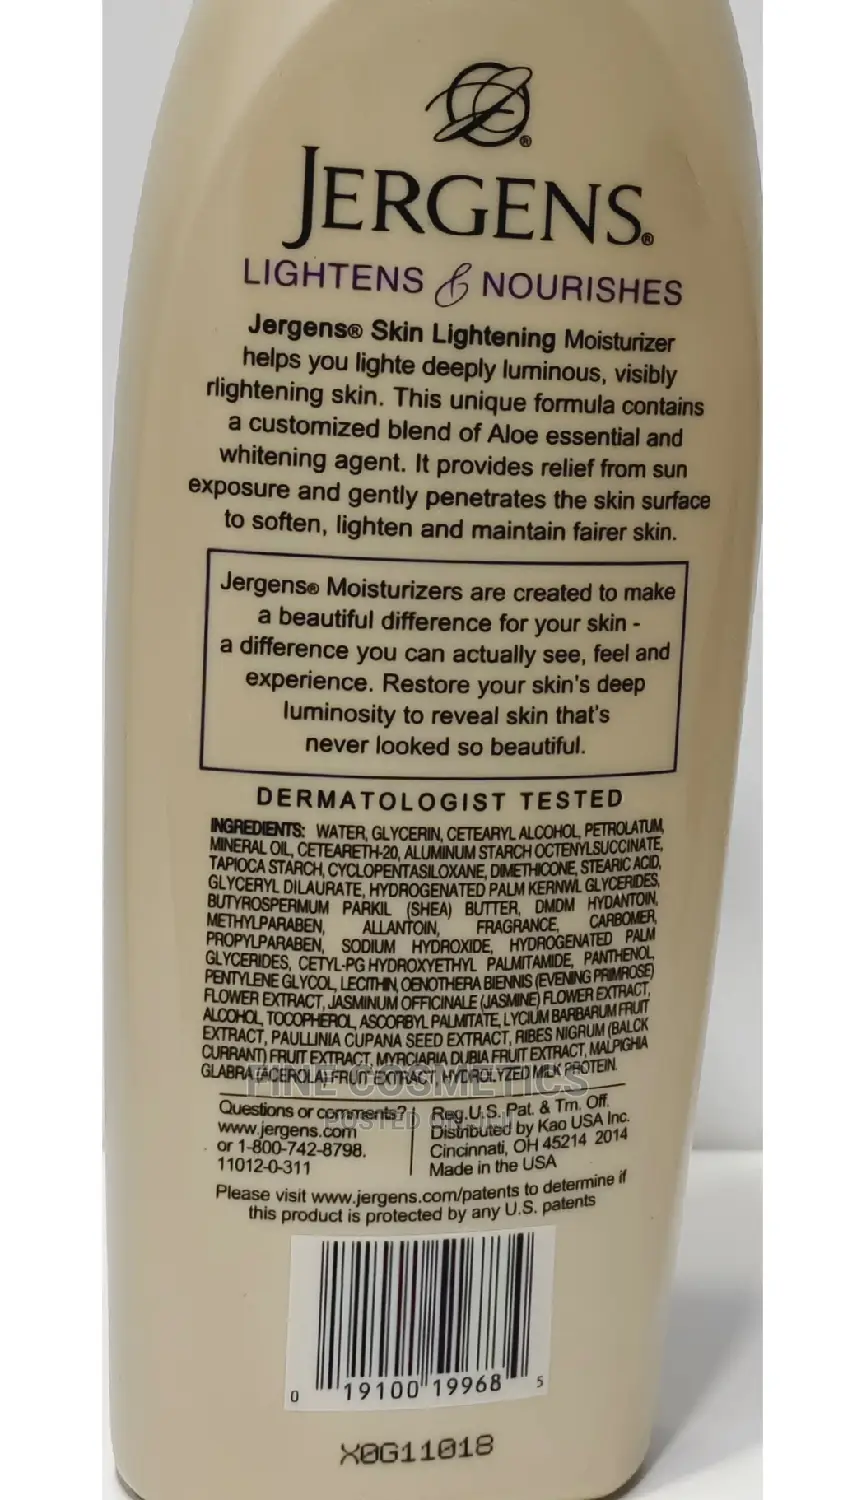 JERGENS®
LIGHTENS & NOURISHES
Jergens® Skin Lightening Moisturizer
helps you lighte deeply luminous, visibly
rlightening skin. This unique formula contains
a customized blend of Aloe essential and
whitening agent. It provides relief from sun
exposure and gently penetrates the skin surface
to soften, lighten and maintain fairer skin.
Jergens® Moisturizers are created to make
a beautiful difference for your skin -
a difference you can actually see, feel and
experience. Restore your skin's deep
luminosity to reveal skin that's
never looked so beautiful.
DERMATOLOGIST TESTED
INGREDIENTS: WATER, GLYCERIN, CETEARYL ALCOHOL, PETROLATUM,
MINERAL OIL, CETEARETH-20, ALUMINUM STARCH OCTENYLSUCCINATE,
TAPIOCA STARCH, CYCLOPENTASILOXANE, DIMETHICONE, STEARIC ACID,
GLYCERYL DILAURATE, HYDROGENATED PALM KERNWL GLYCERIDES,
BUTYROSPERMUM PARKIL (SHEA) BUTTER, DMDM HYDANTOIN,
METHYLPARABEN, ALLANTOIN, FRAGRANCE, CARBOMER,
PROPYLPARABEN, SODIUM HYDROXIDE, HYDROGENATED PALM
GLYCERIDES, CETYL-PG HYDROXYETHYL PALMITAMIDE, PANTHENOL,
PENTYLENE GLYCOL, LECITHIN, OENOTHERA BIENNIS (EVENING PRIMROSE)
FLOWER EXTRACT, JASMINUM OFFICINALE (JASMINE) FLOWER EXTRACT,
ALCOHOL, TOCOPHEROL, ASCORBYL PALMITATE, LYCIUM BARBARUM FRUIT
EXTRACT, PAULLINIA CUPANA SEED EXTRACT, RIBES NIGRUM (BALCK
CURRANT) FRUIT EXTRACT, MYRCIARIA DUBIA FRUIT EXTRACT, MALPIGHIA
GLABRA (ACEROLA) FRUIT EXTRACT, HYDROLYZED MILK PROTEIN.
FINE COSMETICS
POSTED ON
Questions or comments?
www.jergens.com
or 1-800-742-8798.
11012-0-311
Reg.U.S. Pat. & Tm. Off.
Distributed by Kao USA Inc.
Cincinnati, OH 45214 2014
Made in the USA
Please visit www.jergens.com/patents to determine if
this product is protected by any U.S. patents
0 19100 19968 5
X0G11018